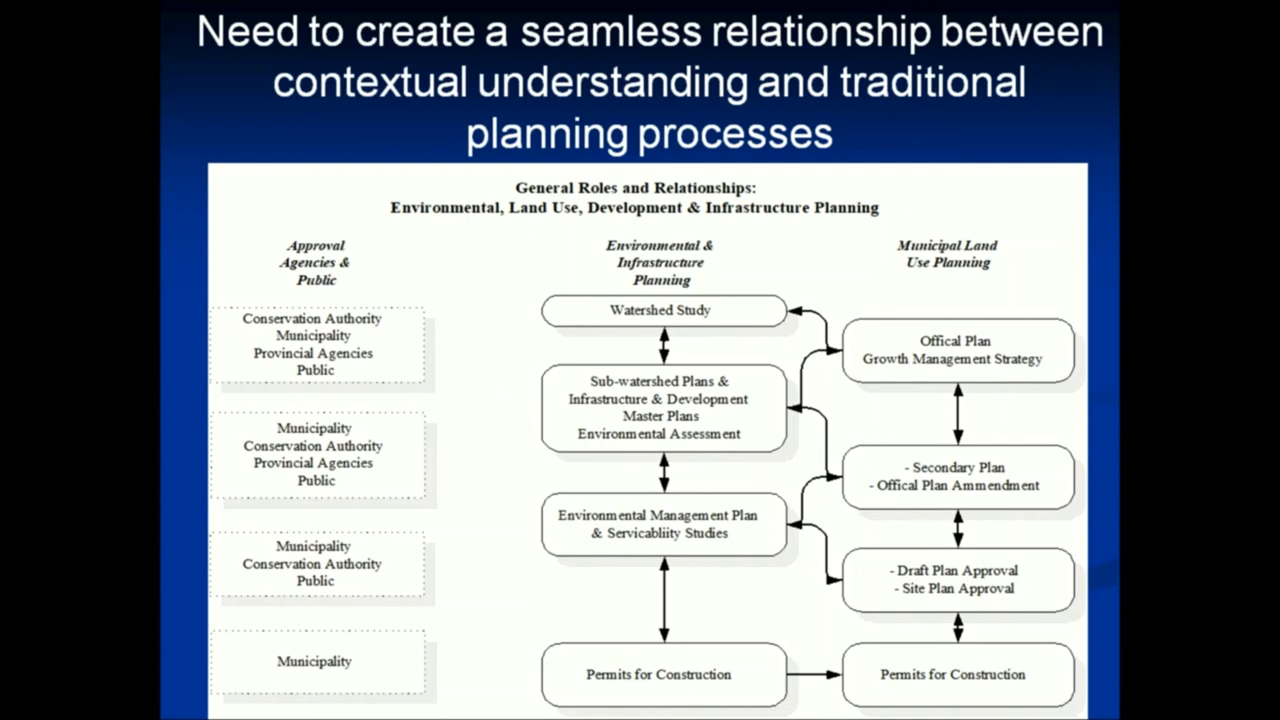 Need to create a seamless relationship between
contextual understanding and traditional
planning processes
General Roles and Relationships:
Environmental, Land Use, Development & Infrastructure Planning
Approval
Agencies &
Public
Conservation Authority
Municipality
Provincial Agencies
Public
Municipality
Conservation Authority
Provincial Agencies
Public
Municipality
Conservation Authority
Public
Municipality
Environmental &
Infrastructure
Planning
Watershed Study
Sub-watershed Plans &
Infrastructure & Development
Master Plans
Environmental Assessment
Environmental Management Plan
& Servicabliity Studies
Permits for Construction
Municipal Land
Use Planning
Offical Plan
Growth Management Strategy
- Secondary Plan
- Offical Plan Ammendment
- Draft Plan Approval
- Site Plan Approval
Permits for Construction